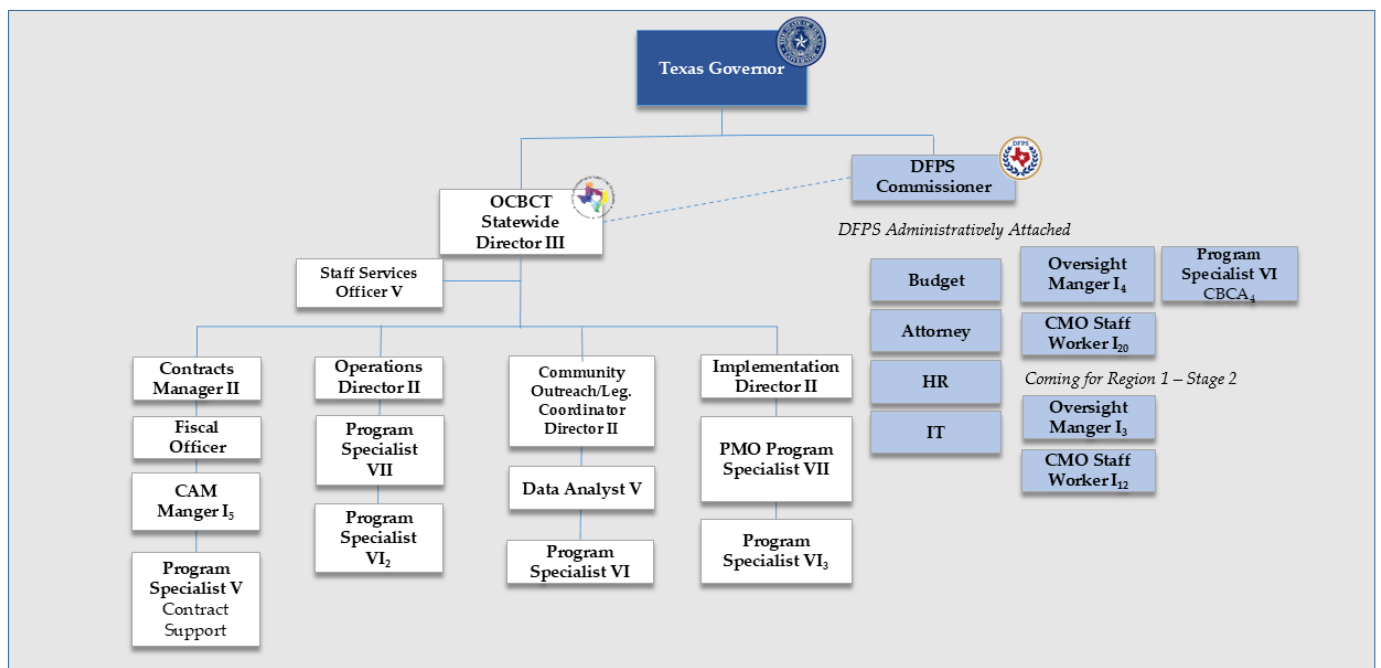 Texas Governor
DFPS
Commissioner
OCBCT
Statewide
Director III
DFPS Administratively Attached
Staff Services
Officer V
Budget
Attorney
HR
IT
Oversight
Manger I4
CMO Staff
Worker I20
Program
Specialist VI
CBCA4
Coming for Region 1 – Stage 2
Oversight
Manger I3
CMO Staff
Worker I12
Contracts
Manager II
Fiscal
Officer
CAM
Manger I5
Program
Specialist V
Contract
Support
Operations
Director II
Program
Specialist
VII
Program
Specialist
VI2
Community
Outreach/Leg.
Coordinator
Director II
Data Analyst V
Program
Specialist VI
Implementation
Director II
PMO Program
Specialist VII
Program
Specialist VI3
DFPS